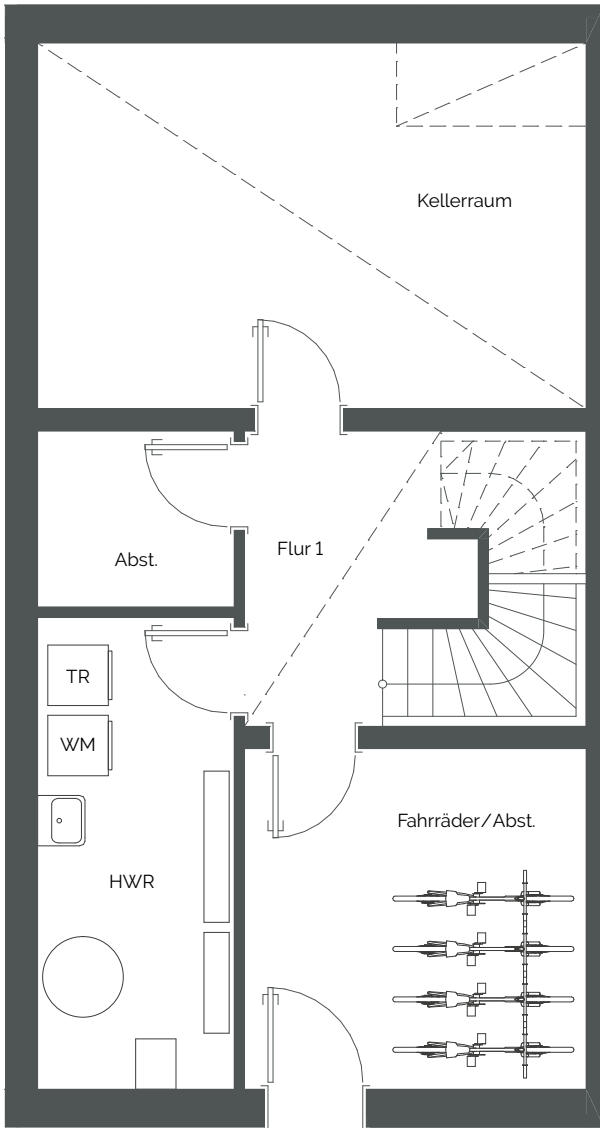 Kellerraum
Flur 1
Abst.
TR
WM
Fahrräder/Abst.
HWR